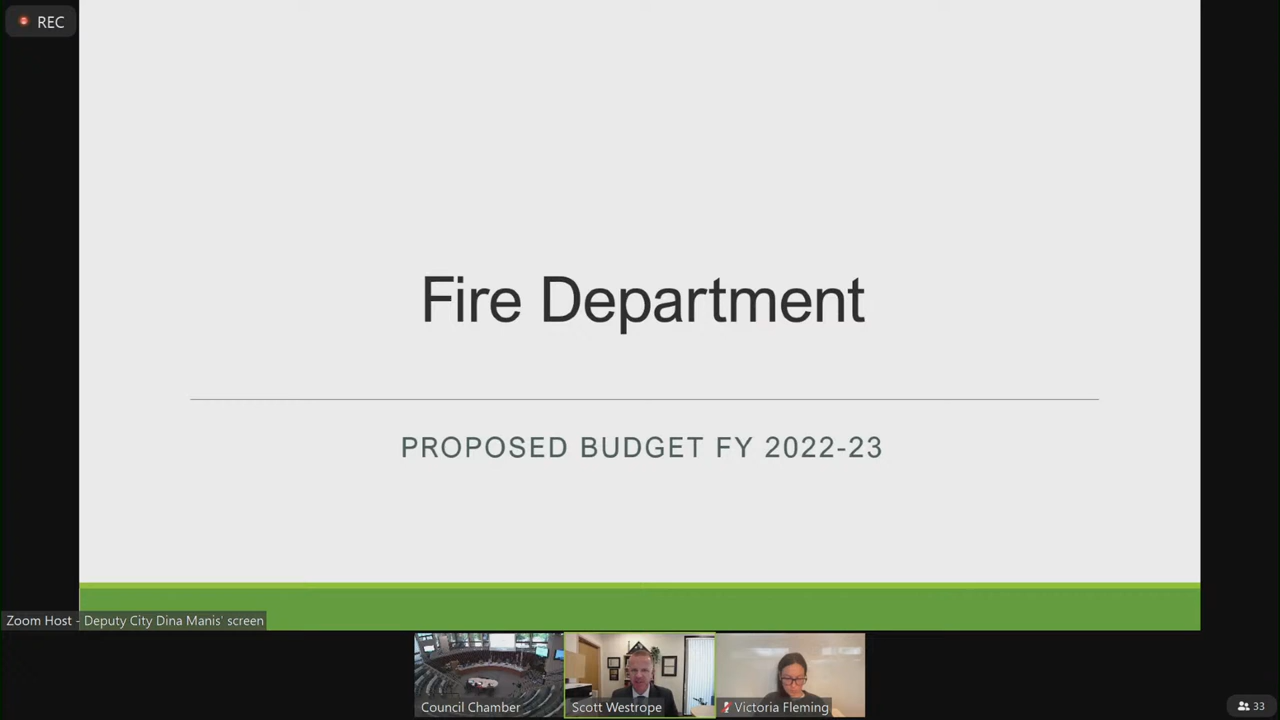 REC
Fire Department
PROPOSED BUDGET FY 2022-23
Zoom Host - Deputy City Dina Manis' screen
Council Chamber
Scott Westrope
Victoria Fleming
33